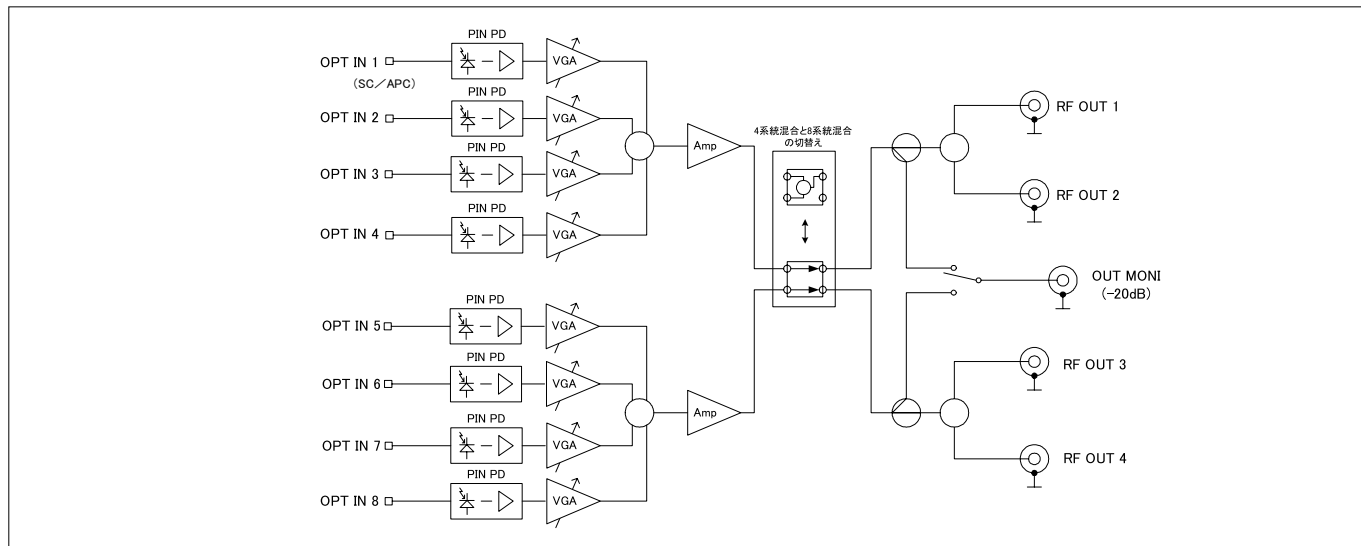 PIN PD
OPT IN 1
VGA
(SC/APC)
PIN PD
OPT IN 2
VGA
PIN PD
OPT IN 3
VGA
PIN PD
OPT IN 4
VGA
Amp
4系統混合と8系統混合
の切替え
RF OUT 1
RF OUT 2
OUT MONI
(-20dB)
PIN PD
OPT IN 5
VGA
PIN PD
OPT IN 6
VGA
PIN PD
OPT IN 7
VGA
PIN PD
OPT IN 8
VGA
Amp
RF OUT 3
RF OUT 4